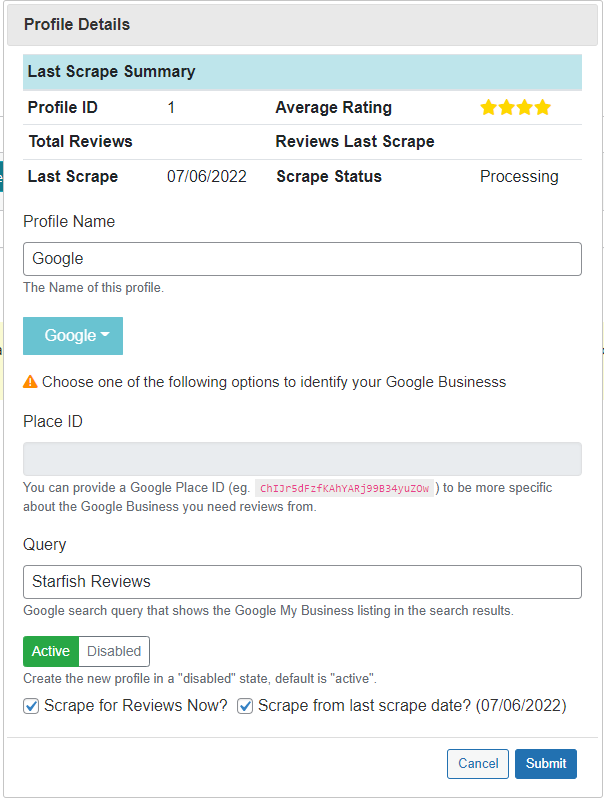 Profile Details
Last Scrape Summary
Profile ID 1 Average Rating
Total Reviews Reviews Last Scrape
Last Scrape 07/06/2022 Scrape Status Processing
Profile Name
Google
The Name of this profile.
Google
Choose one of the following options to identify your Google Businesss
Place ID
You can provide a Google Place ID (eg. ChIJr5dFzfKAhYARj99B34yuZOw ) to be more specific
about the Google Business you need reviews from.
Query
Starfish Reviews
Google search query that shows the Google My Business listing in the search results.
Active Disabled
Create the new profile in a "disabled" state, default is "active".
Scrape for Reviews Now? Scrape from last scrape date? (07/06/2022)
Cancel Submit